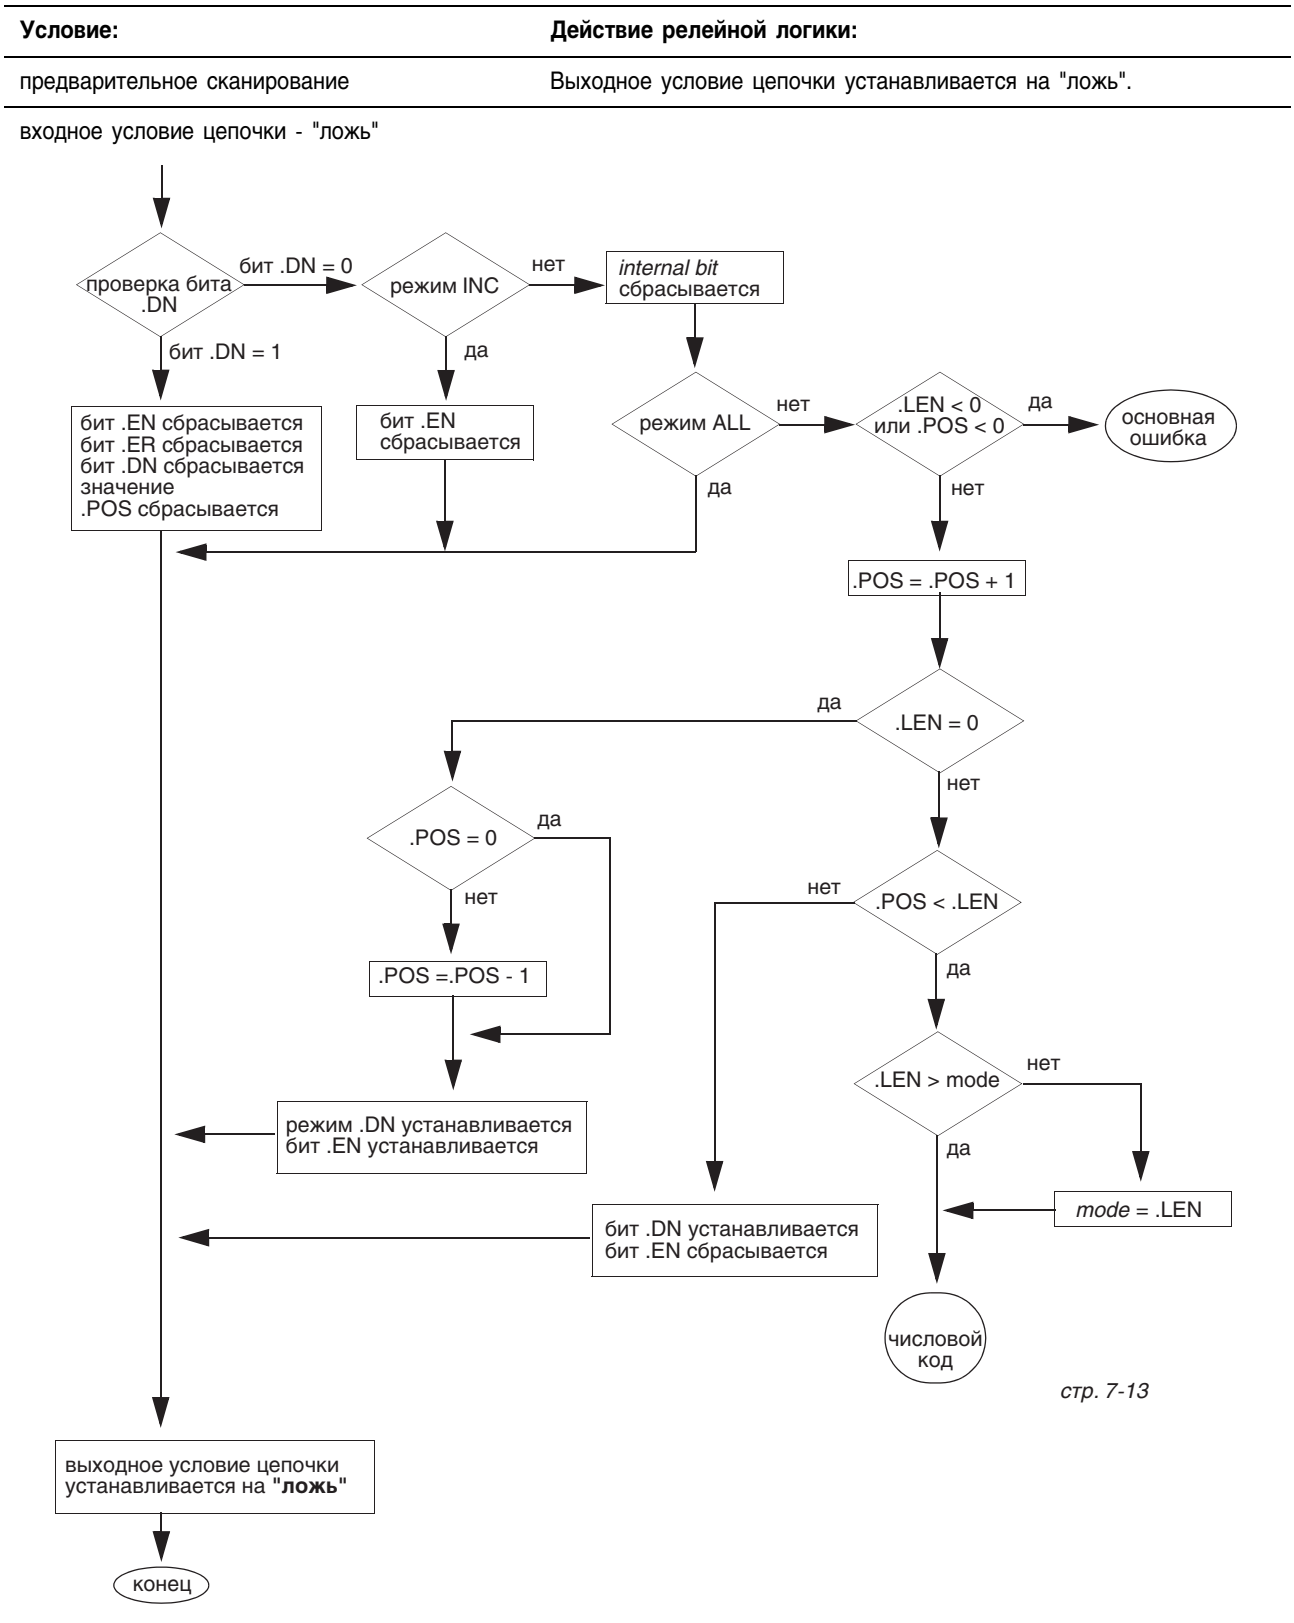 Условие:
Действие релейной логики:
предварительное сканирование
Выходное условие цепочки устанавливается на "ложь".
входное условие цепочки - "ложь"
проверка бита
.DN
бит .DN = 0
режим INC
нет
internal bit
сбрасывается
бит .DN = 1
да
бит .EN сбрасывается
бит .ER сбрасывается
бит .DN сбрасывается
значение
.POS сбрасывается
бит .EN
сбрасывается
режим ALL
нет
.LEN < 0
или .POS < 0
да
основная
ошибка
да
нет
.POS = .POS + 1
да
.LEN = 0
нет
.POS = 0
да
нет
.POS < .LEN
нет
.POS =.POS - 1
да
.LEN > mode
нет
режим .DN устанавливается
бит .EN устанавливается
да
mode = .LEN
бит .DN устанавливается
бит .EN сбрасывается
числовой
код
стр. 7-13
выходное условие цепочки
устанавливается на "ложь"
конец